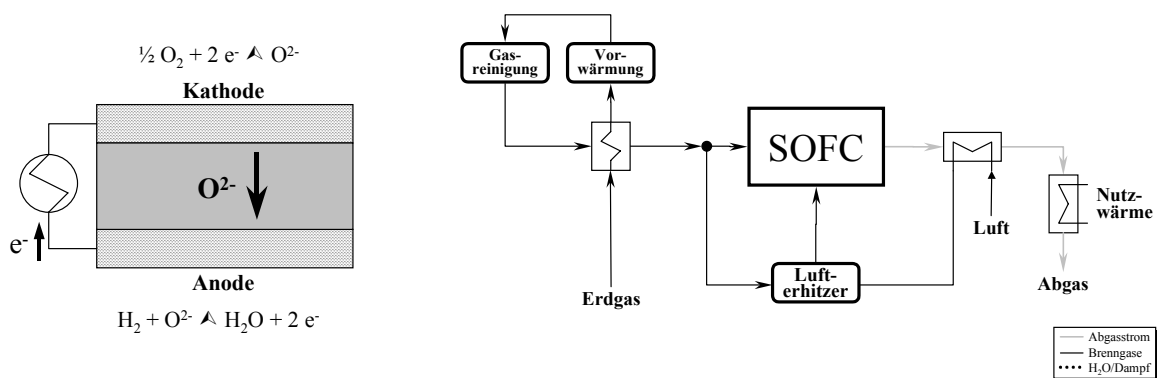 ½ O₂ + 2 e⁻ ⮝ O²⁻
Kathode
O²⁻
e⁻
Anode
H₂ + O²⁻ ⮝ H₂O + 2 e⁻
Gas-
reinigung
Vor-
wärmung
SOFC
Nutz-
wärme
Luft
Luft-
erhitzer
Erdgas
Abgas
Abgasstrom
Brenngase
H₂O/Dampf